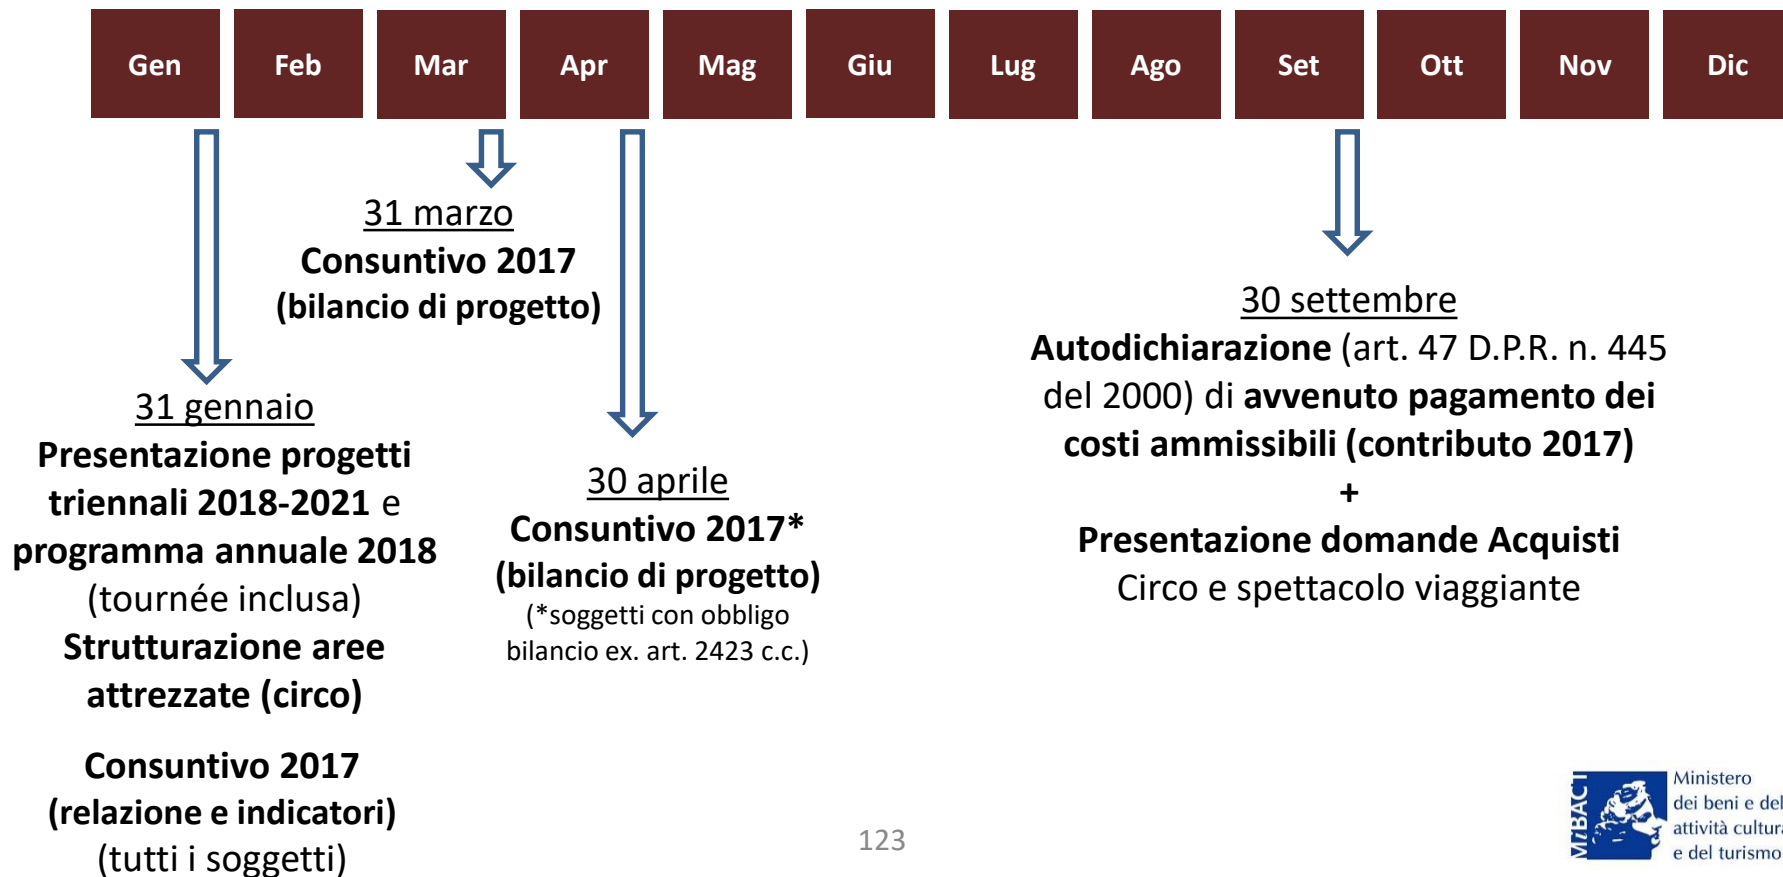 Gen Feb Mar Apr Mag Giu Lug Ago Set Ott Nov Dic
31 gennaio
Presentazione progetti
triennali 2018-2021 e
programma annuale 2018
(tournée inclusa)
Strutturazione aree
attrezzate (circo)
Consuntivo 2017
(relazione e indicatori)
(tutti i soggetti)
31 marzo
Consuntivo 2017
(bilancio di progetto)
30 aprile
Consuntivo 2017*
(bilancio di progetto)
(*soggetti con obbligo
bilancio ex. art. 2423 c.c.)
30 settembre
Autodichiarazione (art. 47 D.P.R. n. 445
del 2000) di avvenuto pagamento dei
costi ammissibili (contributo 2017)
+
Presentazione domande Acquisti
Circo e spettacolo viaggiante
123
MiBACT
Ministero
dei beni e del
attività cultura
e del turismo